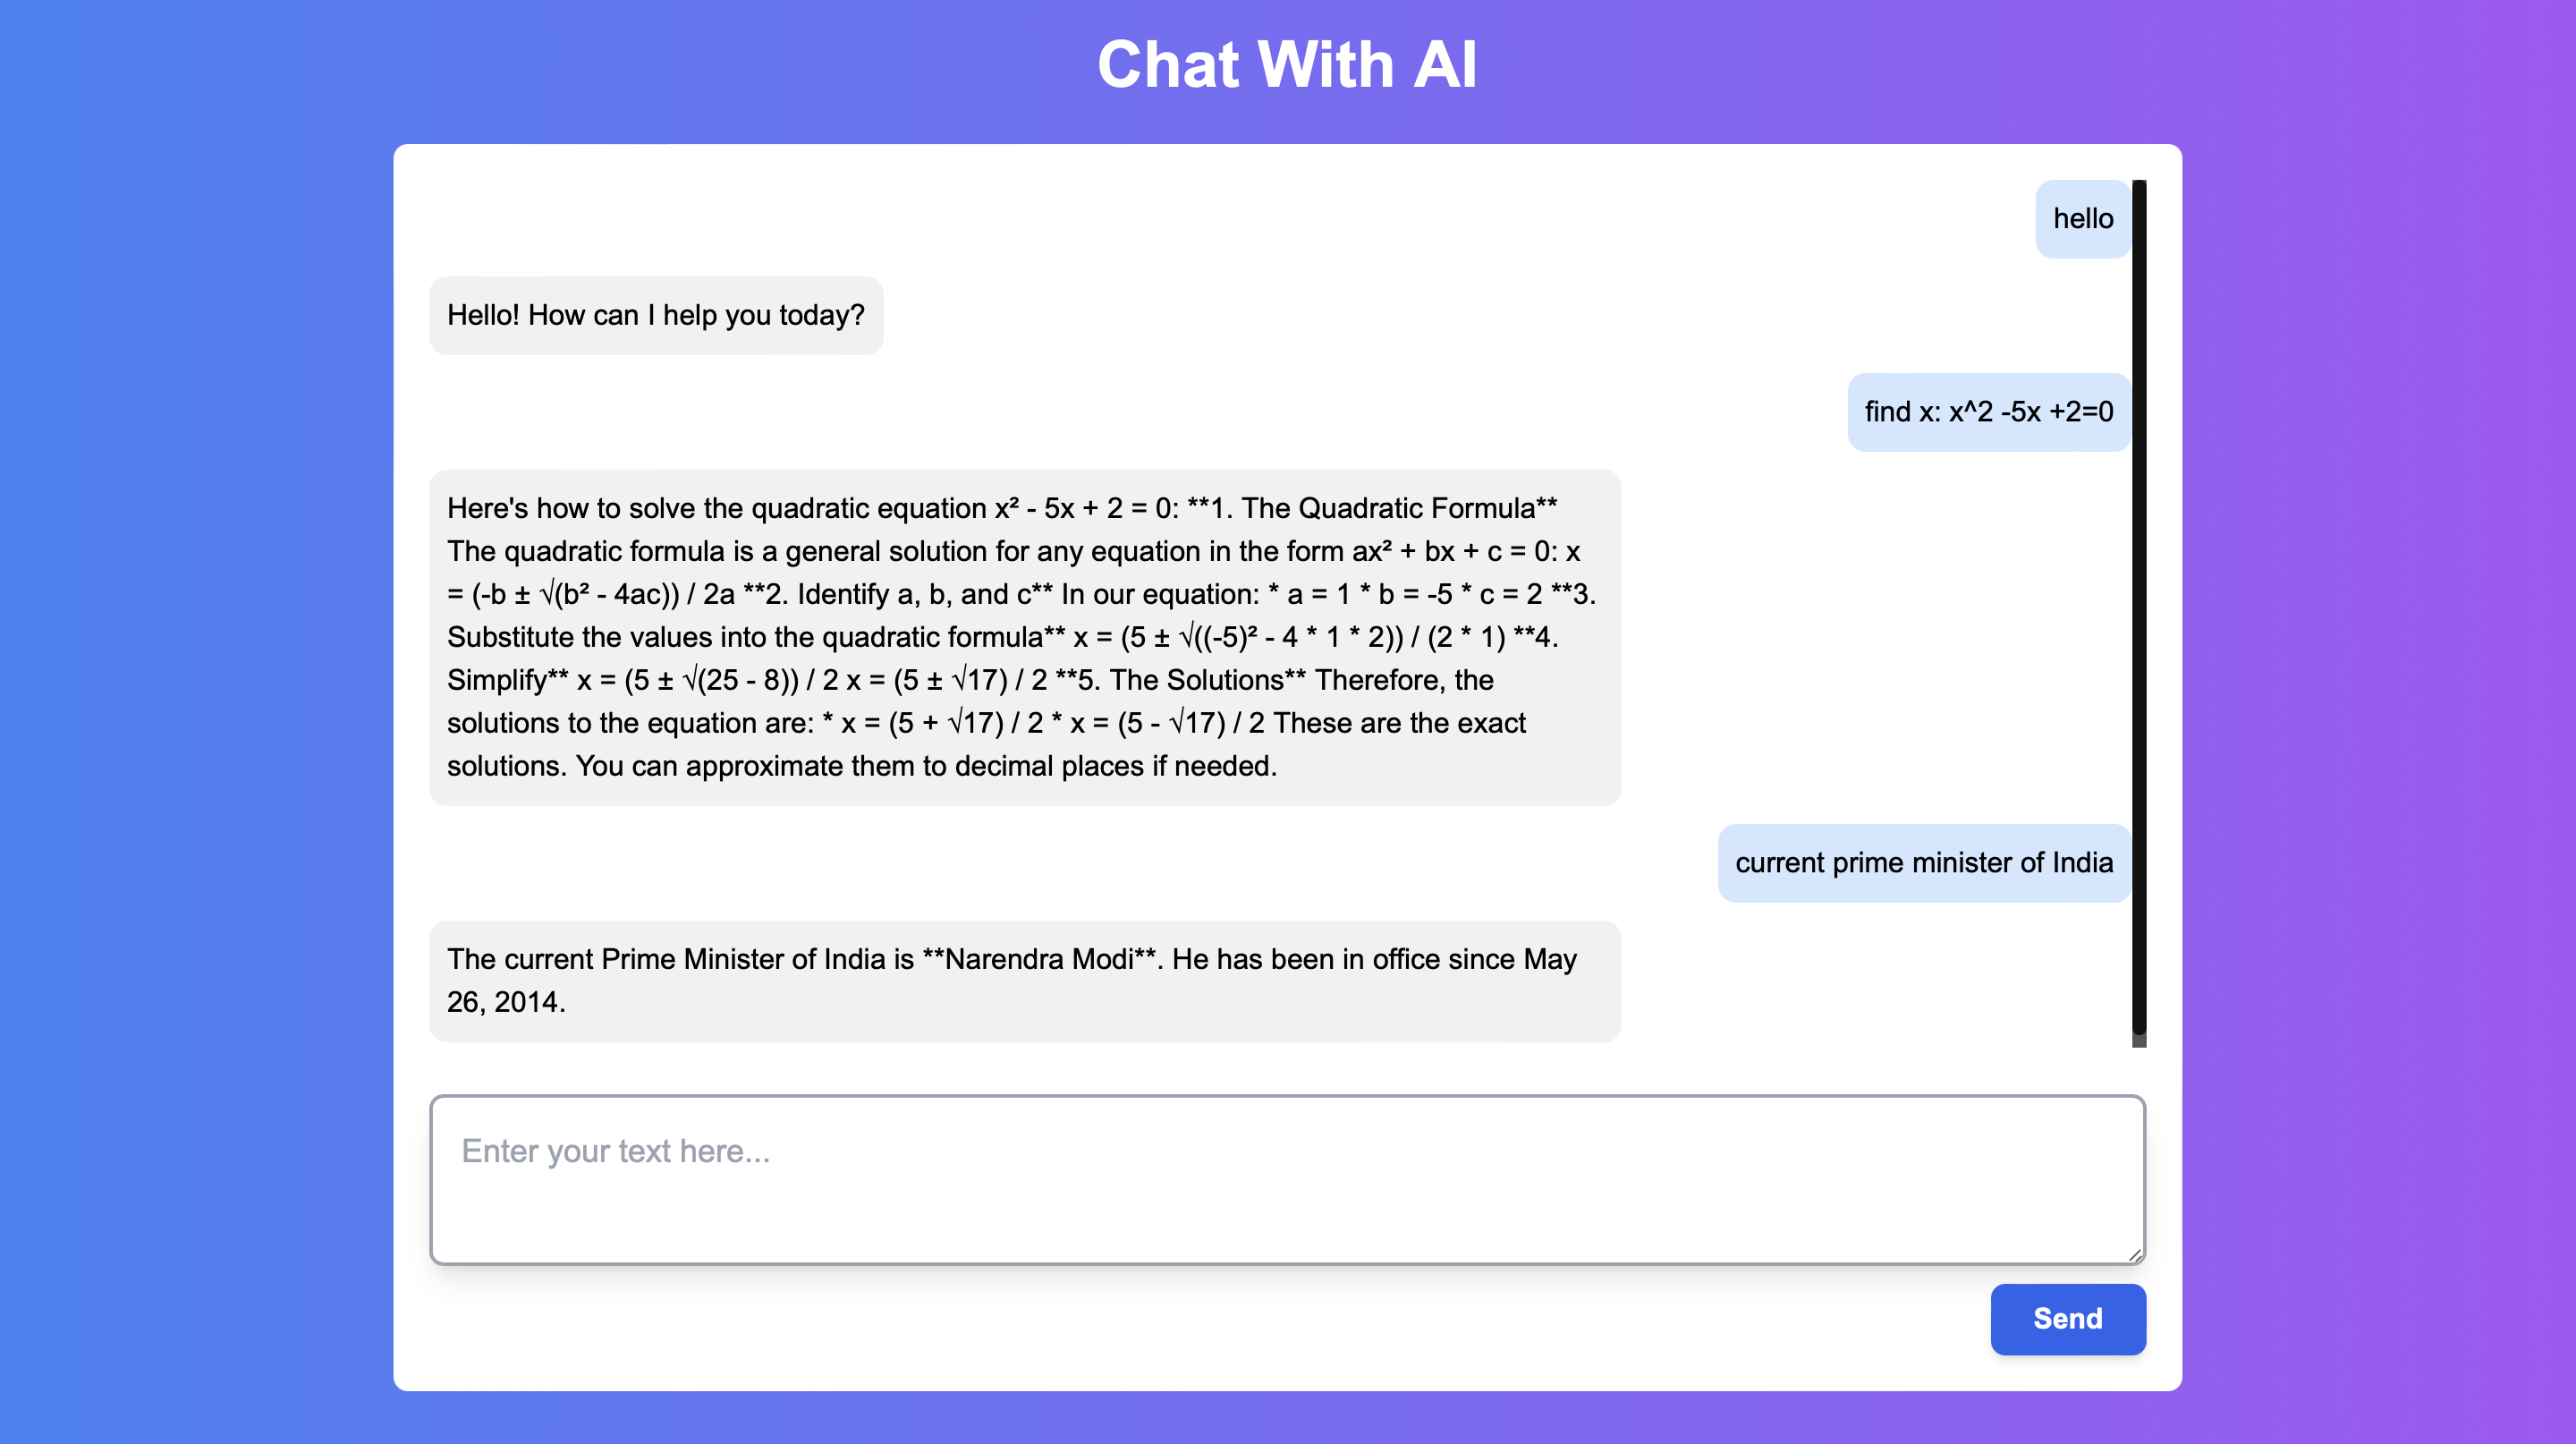 Chat With AI
hello
Hello! How can I help you today?
find x: x^2 -5x +2=0
Here's how to solve the quadratic equation x² - 5x + 2 = 0: **1. The Quadratic Formula**
The quadratic formula is a general solution for any equation in the form ax² + bx + c = 0: x
= (-b ± √(b² - 4ac)) / 2a **2. Identify a, b, and c** In our equation: * a = 1 * b = -5 * c = 2 **3.
Substitute the values into the quadratic formula** x = (5 ± √((-5)² - 4 * 1 * 2)) / (2 * 1) **4.
Simplify** x = (5 ± √(25 - 8)) / 2 x = (5 ± √17) / 2 **5. The Solutions** Therefore, the
solutions to the equation are: * x = (5 + √17) / 2 * x = (5 - √17) / 2 These are the exact
solutions. You can approximate them to decimal places if needed.
current prime minister of India
The current Prime Minister of India is **Narendra Modi**. He has been in office since May
26, 2014.
Enter your text here...
Send